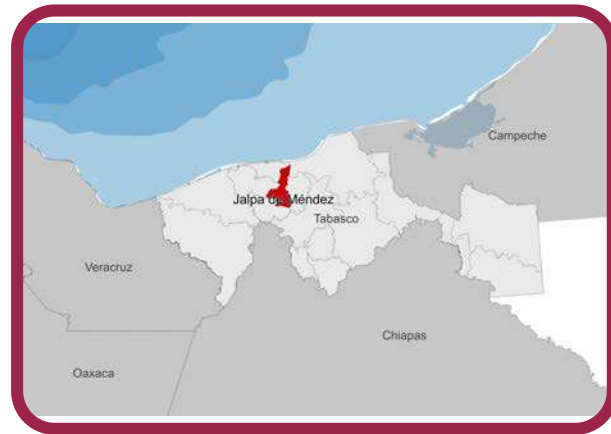 Campeche
Jalpa de Méndez
Tabasco
Veracruz
Chiapas
Oaxaca